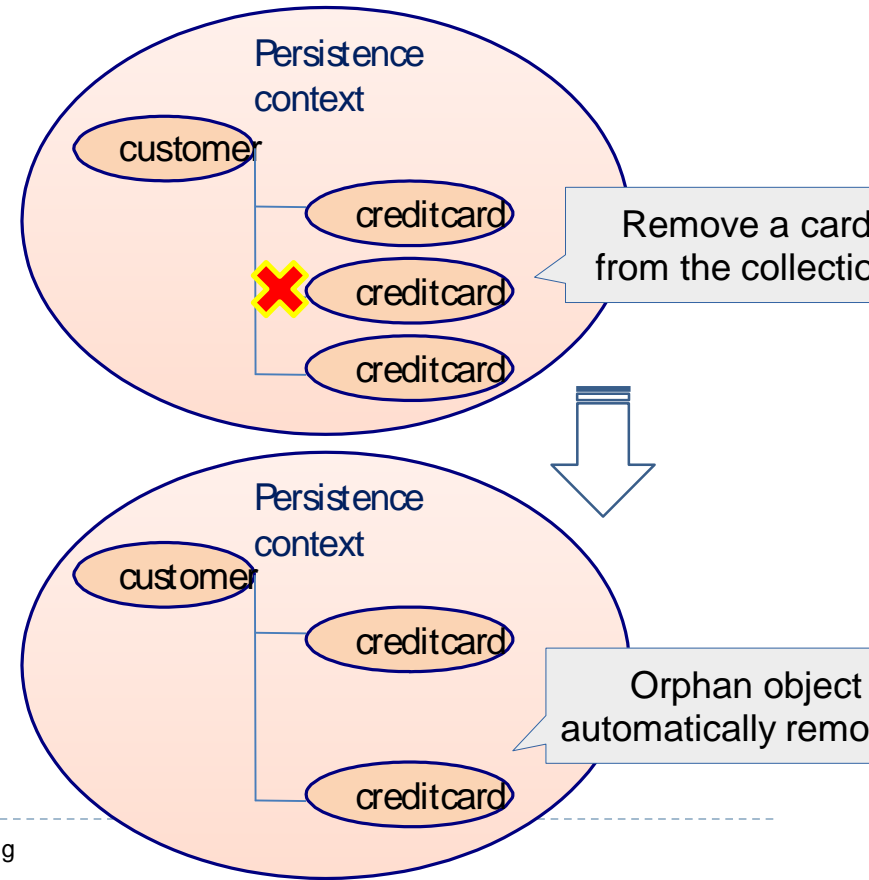 Persistence
context
customer
creditcard
Remove a card
from the collectio
creditcard
creditcard
Persistence
context
customer
creditcard
Orphan object
automatically remo
creditcard
g